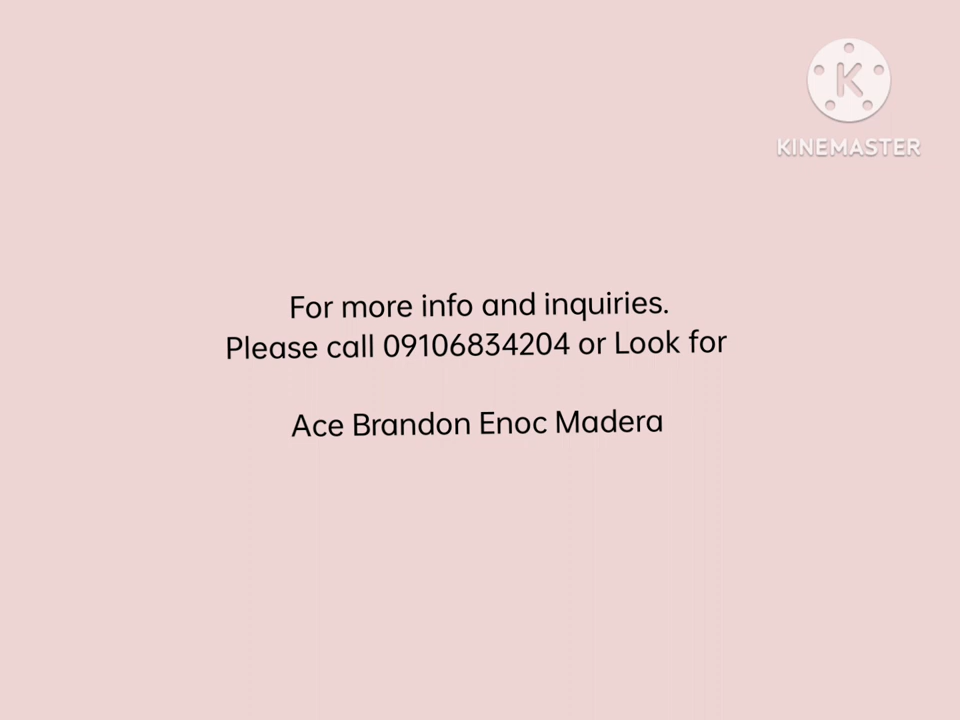 KINEMASTER
For more info and inquiries.
Please call 09106834204 or Look for
Ace Brandon Enoc Madera